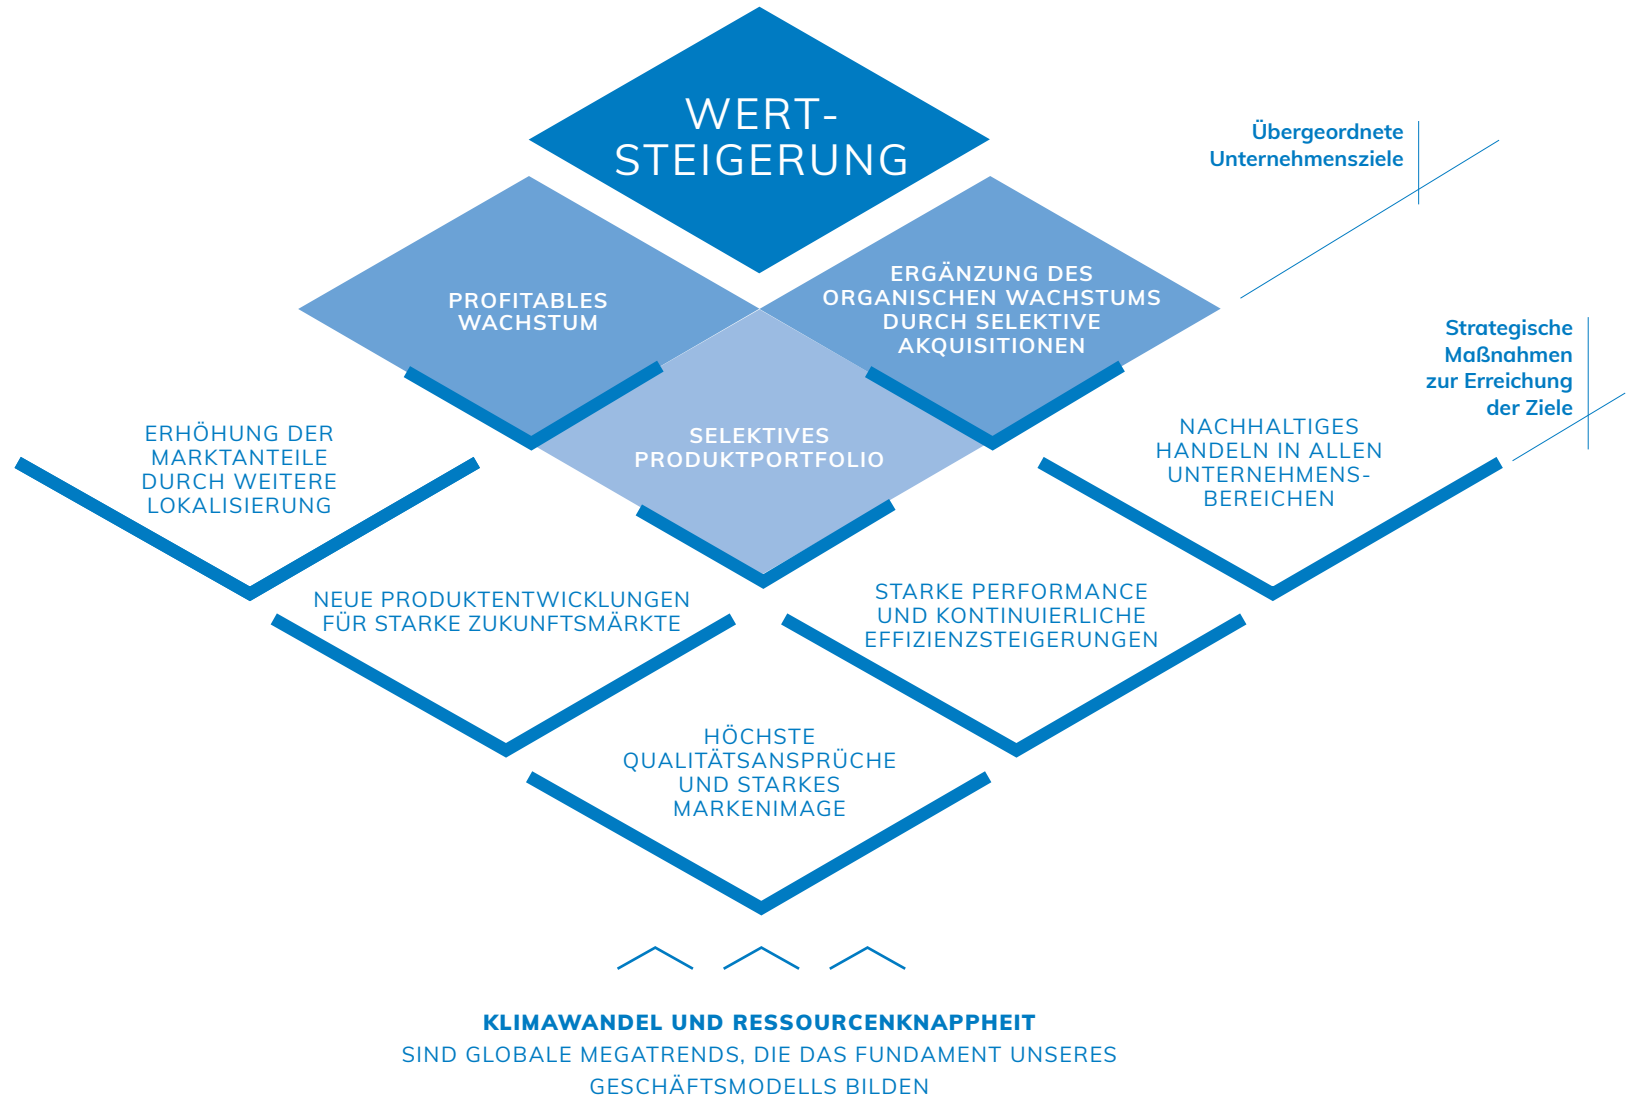 WERT-
STEIGERUNG
Übergeordnete
Unternehmensziele
PROFITABLES
WACHSTUM
ERGÄNZUNG DES
ORGANISCHEN WACHSTUMS
DURCH SELEKTIVE
AKQUISITIONEN
Strategische
Maßnahmen
zur Erreichung
der Ziele
SELEKTIVES
PRODUKTPORTFOLIO
ERHÖHUNG DER
MARKTANTEILE
DURCH WEITERE
LOKALISIERUNG
NACHHALTIGES
HANDELN IN ALLEN
UNTERNEHMENS-
BEREICHEN
NEUE PRODUKTENTWICKLUNGEN
FÜR STARKE ZUKUNFTSMÄRKTE
STARKE PERFORMANCE
UND KONTINUIERLICHE
EFFIZIENZSTEIGERUNGEN
HÖCHSTE
QUALITÄTSANSPRÜCHE
UND STARKES
MARKENIMAGE
KLIMAWANDEL UND RESSOURCENKNAPPHEIT
SIND GLOBALE MEGATRENDS, DIE DAS FUNDAMENT UNSERES
GESCHÄFTSMODELLS BILDEN